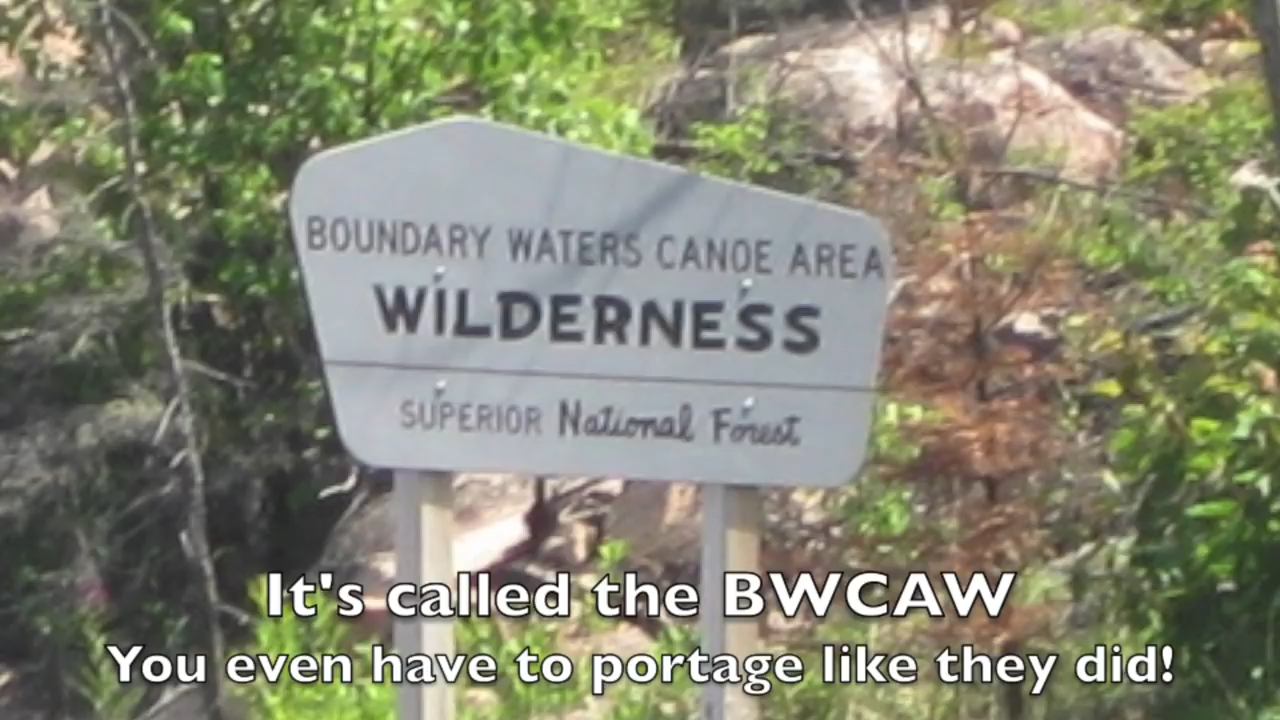 BOUNDARY WATERS CANOE AREA
WILDERNESS
SUPERIOR National Forest
It's called the BWCAW
You even have to portage like they did!